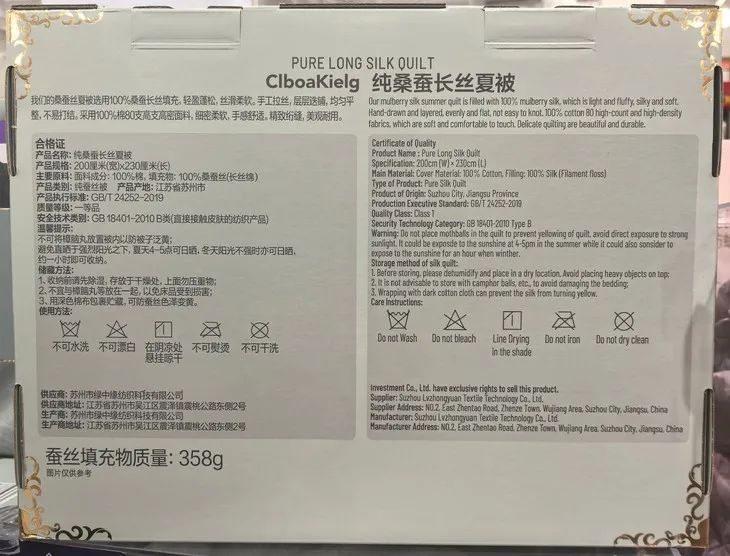 PURE LONG SILK QUILT
ClboaKielg 纯桑蚕长丝夏被
我们的桑蚕丝夏被选用100%桑蚕长丝填充，轻盈蓬松，丝滑柔软，手工拉丝，层层迭铺，均匀平
整，不易打结。采用100%棉80支高支高密面料，细密柔软，手感舒适，精致绗缝，美观耐用。
Our mulberry silk summer quilt is filled with 100% mulberry silk, which is light and fluffy, silky and soft.
Hand-drawn and layered, evenly and flat, not easy to knot. 100% cotton 80 high-count and high-density
fabrics, which are soft and comfortable to touch. Delicate quilting are beautiful and durable.
合格证
产品名称: 纯桑蚕长丝夏被
产品规格: 200厘米(宽)x230厘米(长)
主要原料: 面料成分: 100%棉, 填充物: 100%桑蚕丝(长丝绵)
产品类别: 纯蚕丝被 产品产地: 江苏省苏州市
产品执行标准: GB/T 24252–2019
质量等级: 一等品
安全技术类别: GB 18401–2010 B类(直接接触皮肤的纺织产品)
温馨提示:
不可将樟脑丸放置被内以防被子泛黄;
避免直晒于强烈阳光之下, 夏天4–5点可日晒, 冬天阳光不强时亦可日晒,
约一小时即可收纳。
储藏方法:
1. 收纳前请先除湿, 存放于干燥处, 上面勿压重物;
2. 不宜与樟脑丸等放在一起, 以免床品受到损害;
3. 用深色棉布包裹贮藏, 可防蚕丝色泽变黄。
使用方法:
不可水洗 不可漂白 在阴凉处 不可熨烫 不可干洗
悬挂晾干
供应商: 苏州市绿中缘纺织科技有限公司
供应商地址: 江苏省苏州市吴江区震泽镇震桃公路东侧2号
生产商: 苏州市绿中缘纺织科技有限公司
生产商地址: 江苏省苏州市吴江区震泽镇震桃公路东侧2号
Certificate of Quality
Product Name : Pure Long Silk Quilt
Specification: 200cm (W) × 230cm (L)
Main Material: Cover Material: 100% Cotton, Filling: 100% Silk (Filament floss)
Type of Product: Pure Silk Quilt
Product of Origin: Suzhou City, Jiangsu Province
Production Executive Standard: GB/T 24252-2019
Quality Class: Class 1
Security Technology Category: GB 18401-2010 Type B
Warning: Do not place mothballs in the quilt to prevent yellowing of quilt, avoid direct exposure to strong
sunlight. It could be exposde to the sunshine at 4-5pm in the summer while it could also sonsider to
expose to the sunshine for an hour when winther.
Storage method of silk quilt:
1. Before storing, please dehumidify and place in a dry location. Avoid placing heavy objects on top;
2. It is not advisable to store with camphor balls, etc., to avoid damaging the bedding;
3. Wrapping with dark cotton cloth can prevent the silk from turning yellow.
Care Instructions:
Do not Wash Do not bleach Line Drying Do not iron Do not dry clean
in the shade
Investment Co., Ltd. have exclusive rights to sell this product.
Supplier: Suzhou Lvzhongyuan Textile Technology Co., Ltd.
Supplier Address: NO.2, East Zhentao Road, Zhenze Town, Wujiang Area, Suzhou City, Jiangsu, China
Manufacturer: Suzhou Lvzhongyuan Textile Technology Co., Ltd.
Manufacturer Address: NO.2, East Zhentao Road, Zhenze Town, Wujiang Area, Suzhou City, Jiangsu, China
蚕丝填充物质量: 358g
图片仅供参考